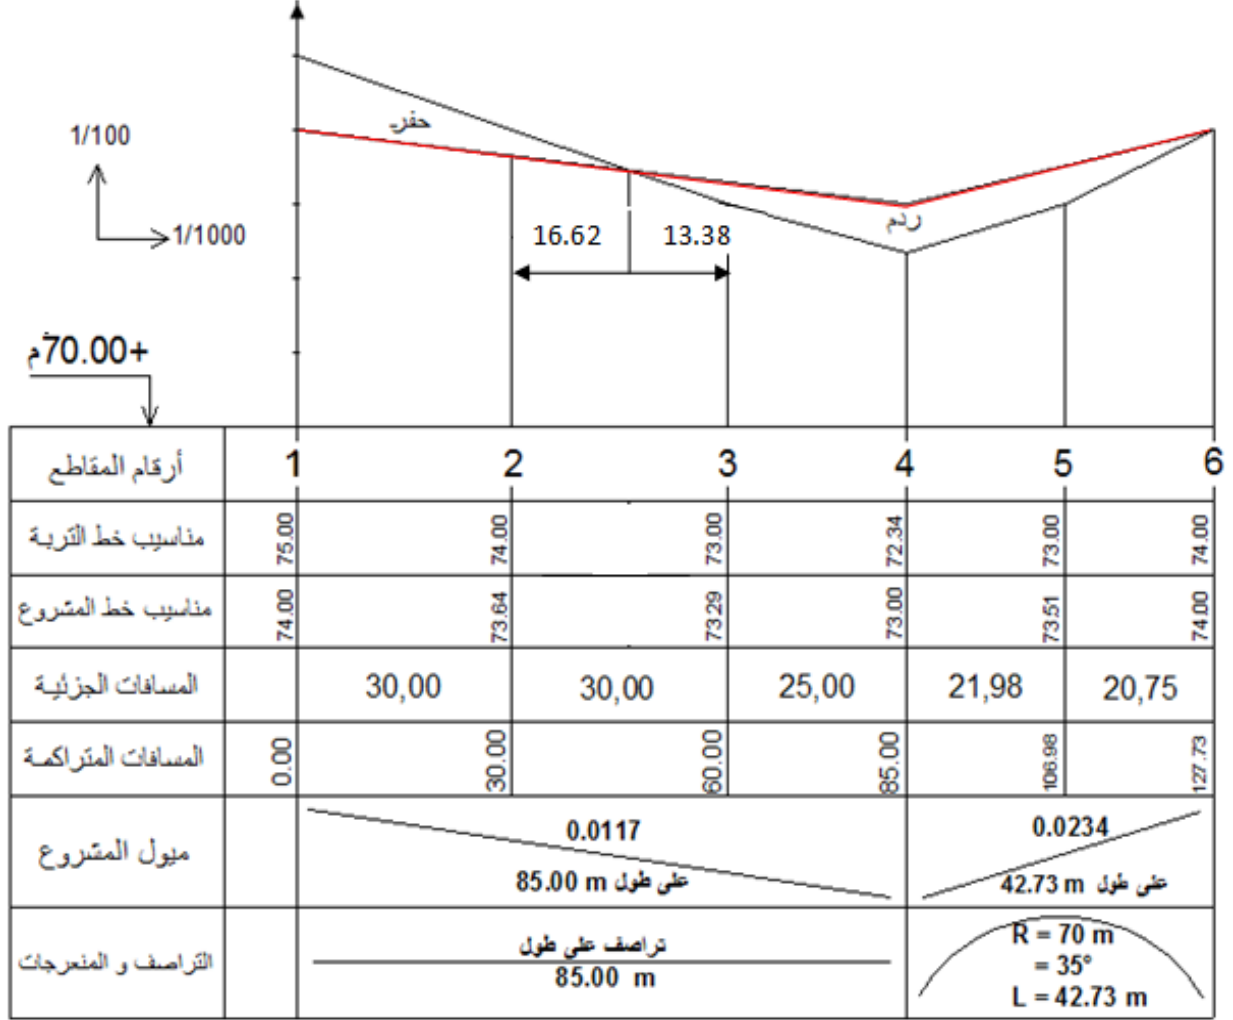 حفر
1/100
1/1000
16.62 13.38
ردم
+70.00م
أرقام المقاطع 1 2 3 4 5 6
مناسيب خط التربة 75.00 74.00 73.00 72.34 73.00 74.00
مناسيب خط المشروع 74.00 73.64 73.29 73.00 73.51 74.00
المسافات الجزئية 30,00 30,00 25,00 21,98 20,75
المسافات المتراكمة 0.00 30.00 60.00 85.00 106.98 127.73
ميول المشروع
0.0117
على طول 85.00 m
0.0234
على طول 42.73 m
التراصف و المنعرجات
تراصف على طول
85.00 m
R = 70 m
= 35°
L = 42.73 m